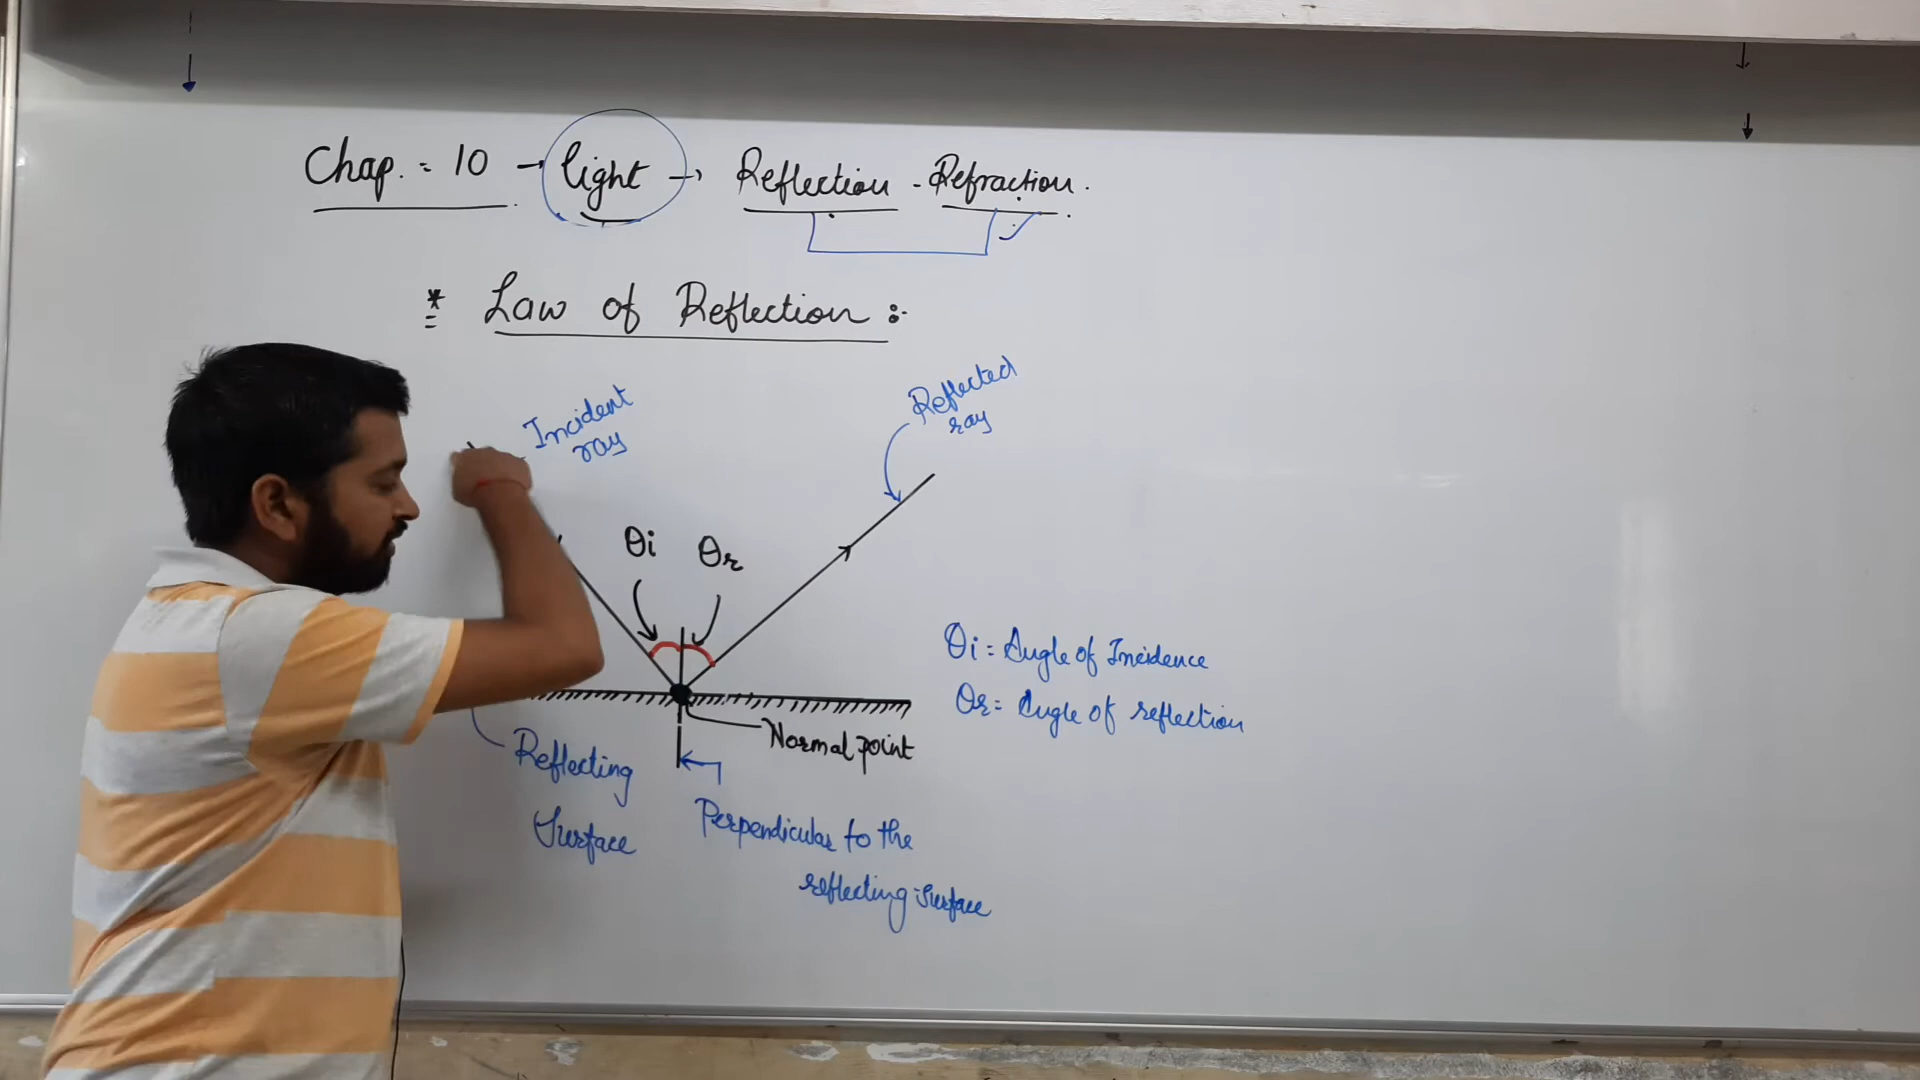 Chap. = 10 → light → Reflection - Refraction.
* Law of Reflection :-
Incident
ray
Reflected
ray
θi
θr
θi = Angle of Incidence
θr = Angle of reflection
Normal point
Reflecting
Surface
Perpendicular to the
reflecting surface